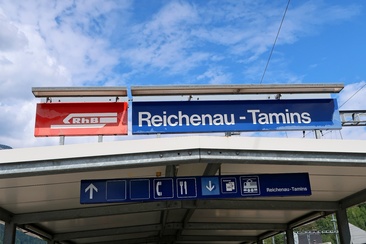 RhB
Reichenau - Tamins
Reichenau-Tamins